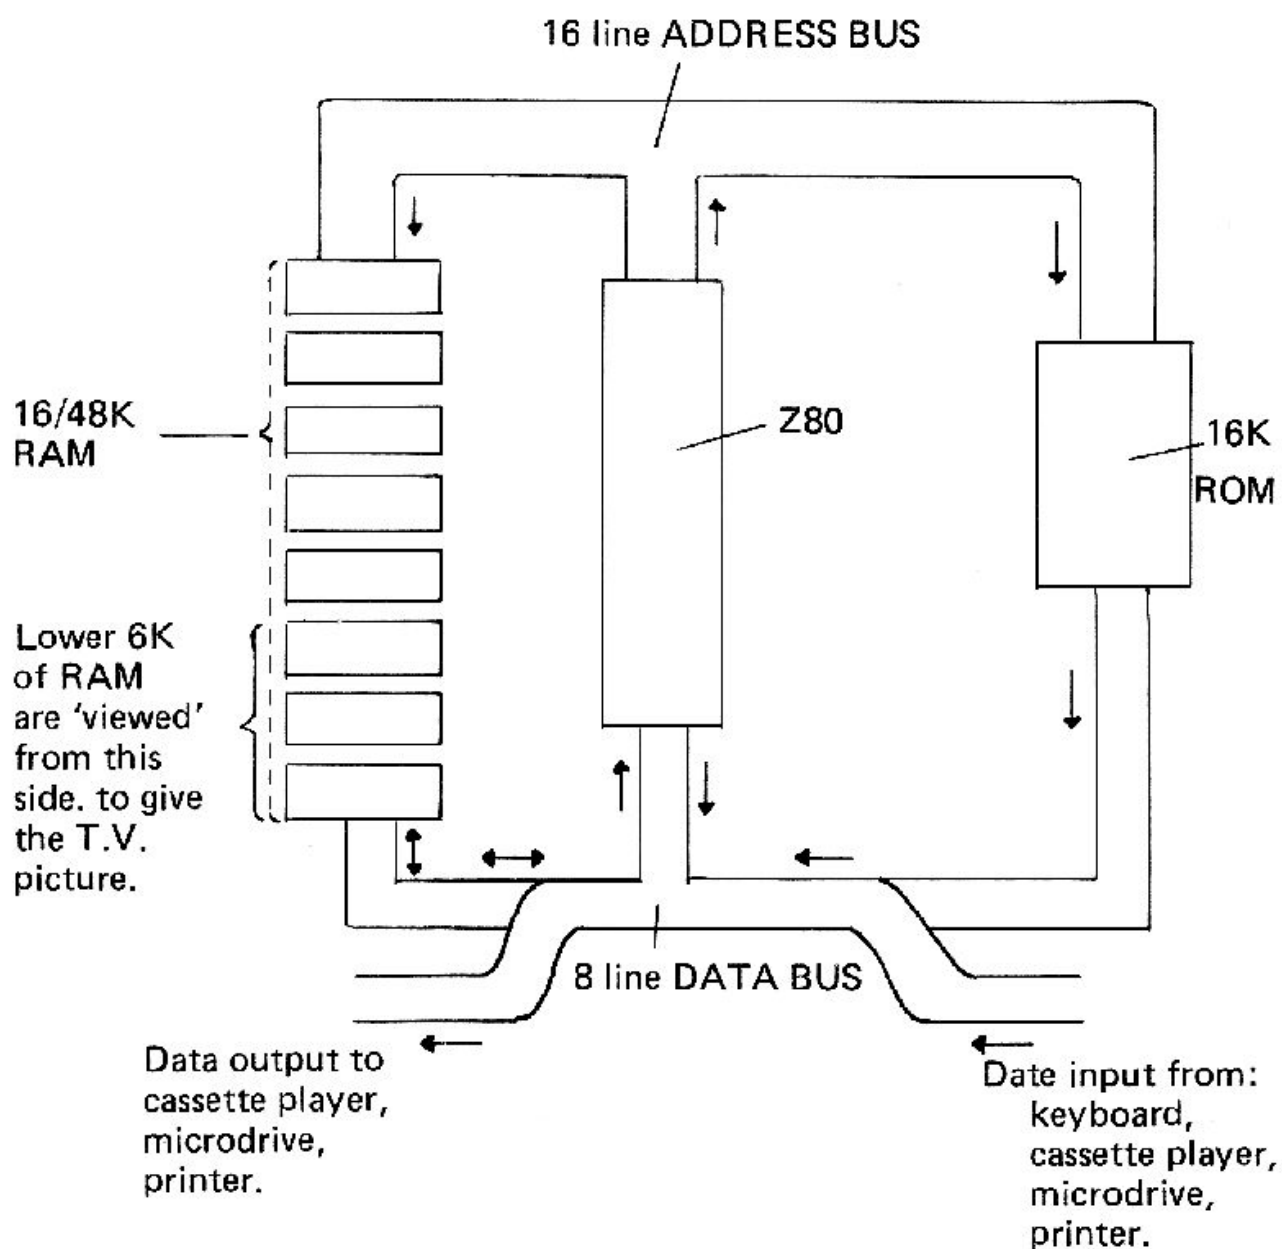 16 line ADDRESS BUS
16/48K
RAM
Z80
16K
ROM
Lower 6K
of RAM
are ‘viewed’
from this
side. to give
the T.V.
picture.
8 line DATA BUS
Data output to
cassette player,
microdrive,
printer.
Date input from:
keyboard,
cassette player,
microdrive,
printer.